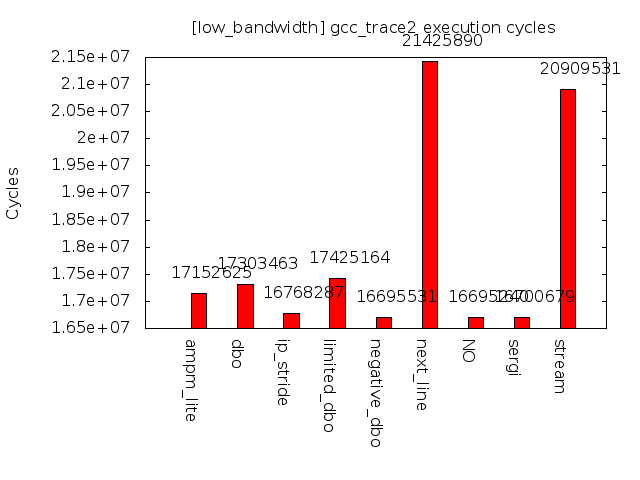 [low_bandwidth] gcc_trace2 execution cycles
Cycles
2.15e+07
2.1e+07
2.05e+07
2e+07
1.95e+07
1.9e+07
1.85e+07
1.8e+07
1.75e+07
1.7e+07
1.65e+07
17152625
17303463
16768287
17425164
16695531
21425890
16695240
16700679
20909531
ampm_lite
dbo
ip_stride
limited_dbo
negative_dbo
next_line
NO
sergi
stream